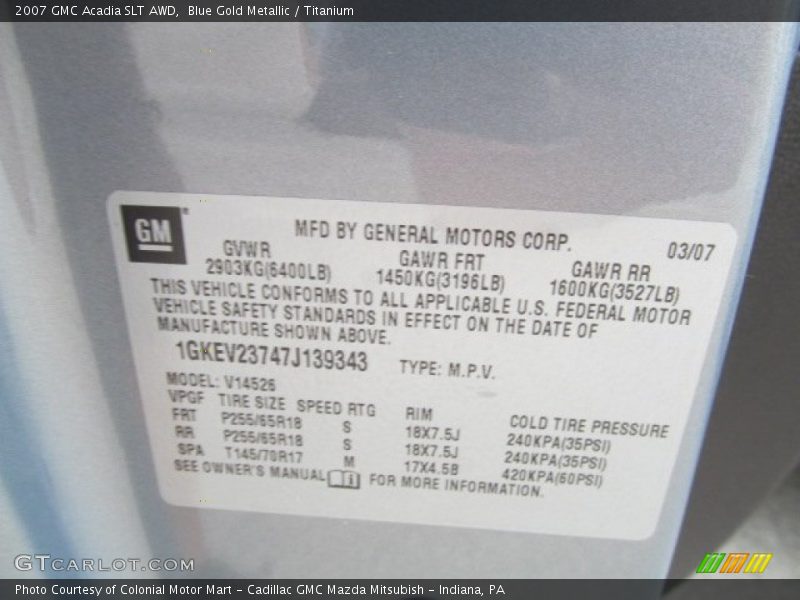 2007 GMC Acadia SLT AWD, Blue Gold Metallic / Titanium
GM
MFD BY GENERAL MOTORS CORP. 03/07
GVWR GAWR FRT GAWR RR
2903KG(6400LB) 1450KG(3196LB) 1600KG(3527LB)
THIS VEHICLE CONFORMS TO ALL APPLICABLE U.S. FEDERAL MOTOR
VEHICLE SAFETY STANDARDS IN EFFECT ON THE DATE OF
MANUFACTURE SHOWN ABOVE.
1GKEV23747J139343 TYPE: M.P.V.
MODEL: V14526
VPGF TIRE SIZE SPEED RTG RIM COLD TIRE PRESSURE
FRT P255/65R18 S 18X7.5J 240KPA(35PSI)
RR P255/65R18 S 18X7.5J 240KPA(35PSI)
SPA T145/70R17 M 17X4.5B 420KPA(60PSI)
SEE OWNER'S MANUAL i FOR MORE INFORMATION.
GTCARLOT.COM
Photo Courtesy of Colonial Motor Mart - Cadillac GMC Mazda Mitsubish - Indiana, PA